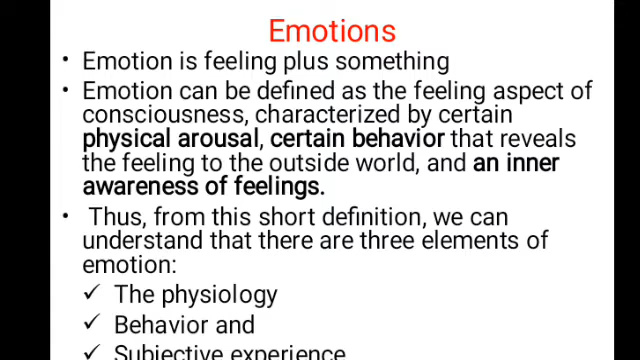 Emotions
• Emotion is feeling plus something
• Emotion can be defined as the feeling aspect of
consciousness, characterized by certain
physical arousal, certain behavior that reveals
the feeling to the outside world, and an inner
awareness of feelings.
• Thus, from this short definition, we can
understand that there are three elements of
emotion:
✓ The physiology
✓ Behavior and
✓ Subjective experience